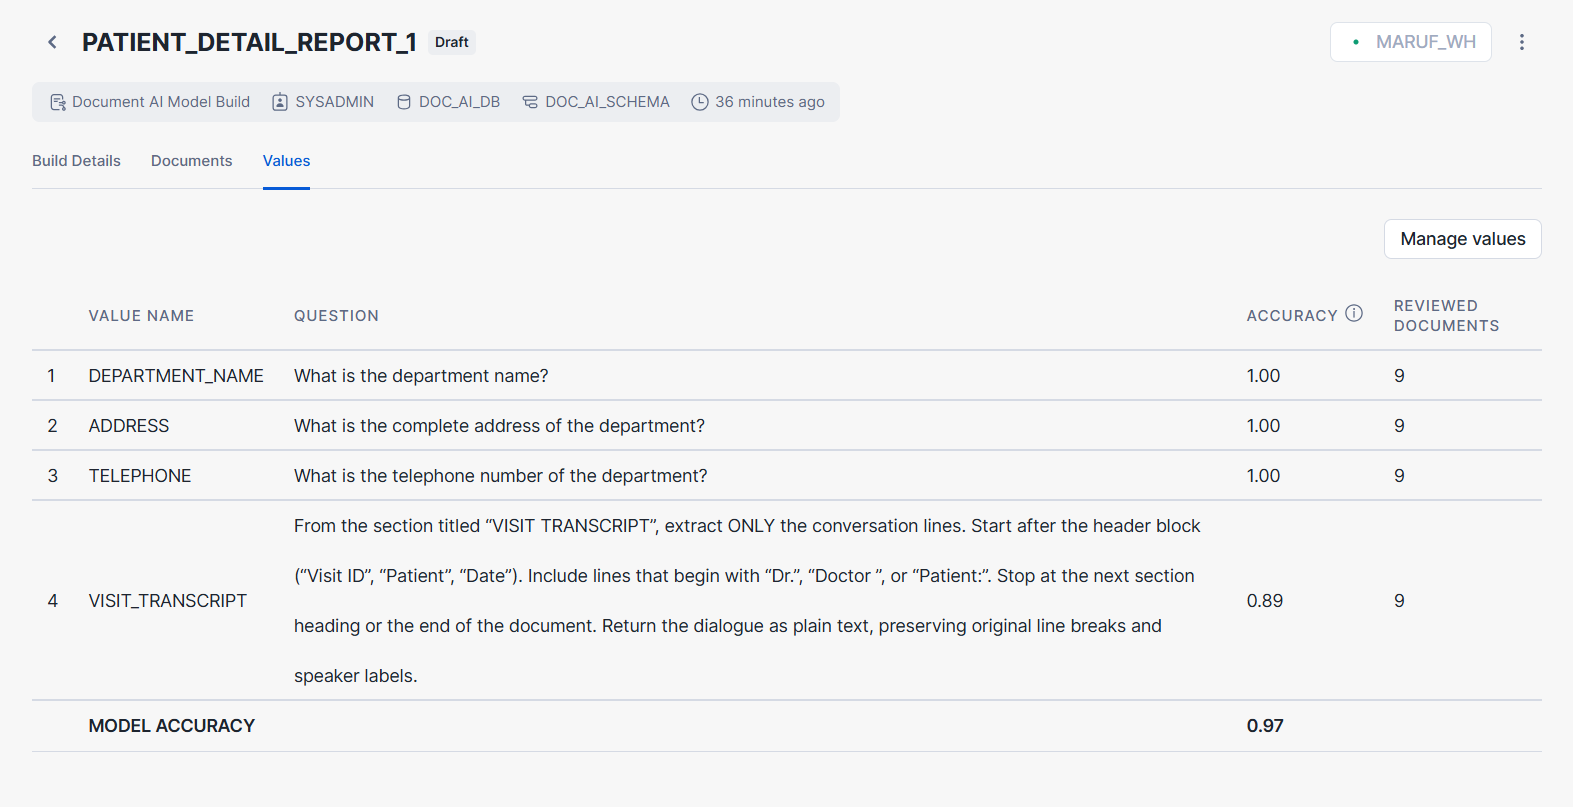 PATIENT_DETAIL_REPORT_1 Draft MARUF_WH
Document AI Model Build SYSADMIN DOC_AI_DB DOC_AI_SCHEMA 36 minutes ago
Build Details Documents Values
Manage values
VALUE NAME QUESTION ACCURACY REVIEWED DOCUMENTS
1 DEPARTMENT_NAME What is the department name? 1.00 9
2 ADDRESS What is the complete address of the department? 1.00 9
3 TELEPHONE What is the telephone number of the department? 1.00 9
4 VISIT_TRANSCRIPT From the section titled “VISIT TRANSCRIPT”, extract ONLY the conversation lines. Start after the header block
(“Visit ID”, “Patient”, “Date”). Include lines that begin with “Dr.”, “Doctor ”, or “Patient:”. Stop at the next section
heading or the end of the document. Return the dialogue as plain text, preserving original line breaks and
speaker labels.
0.89 9
MODEL ACCURACY 0.97